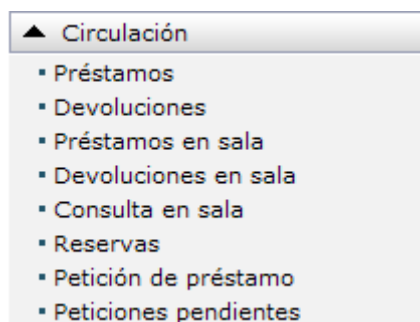 Circulación
Préstamos
Devoluciones
Préstamos en sala
Devoluciones en sala
Consulta en sala
Reservas
Petición de préstamo
Peticiones pendientes